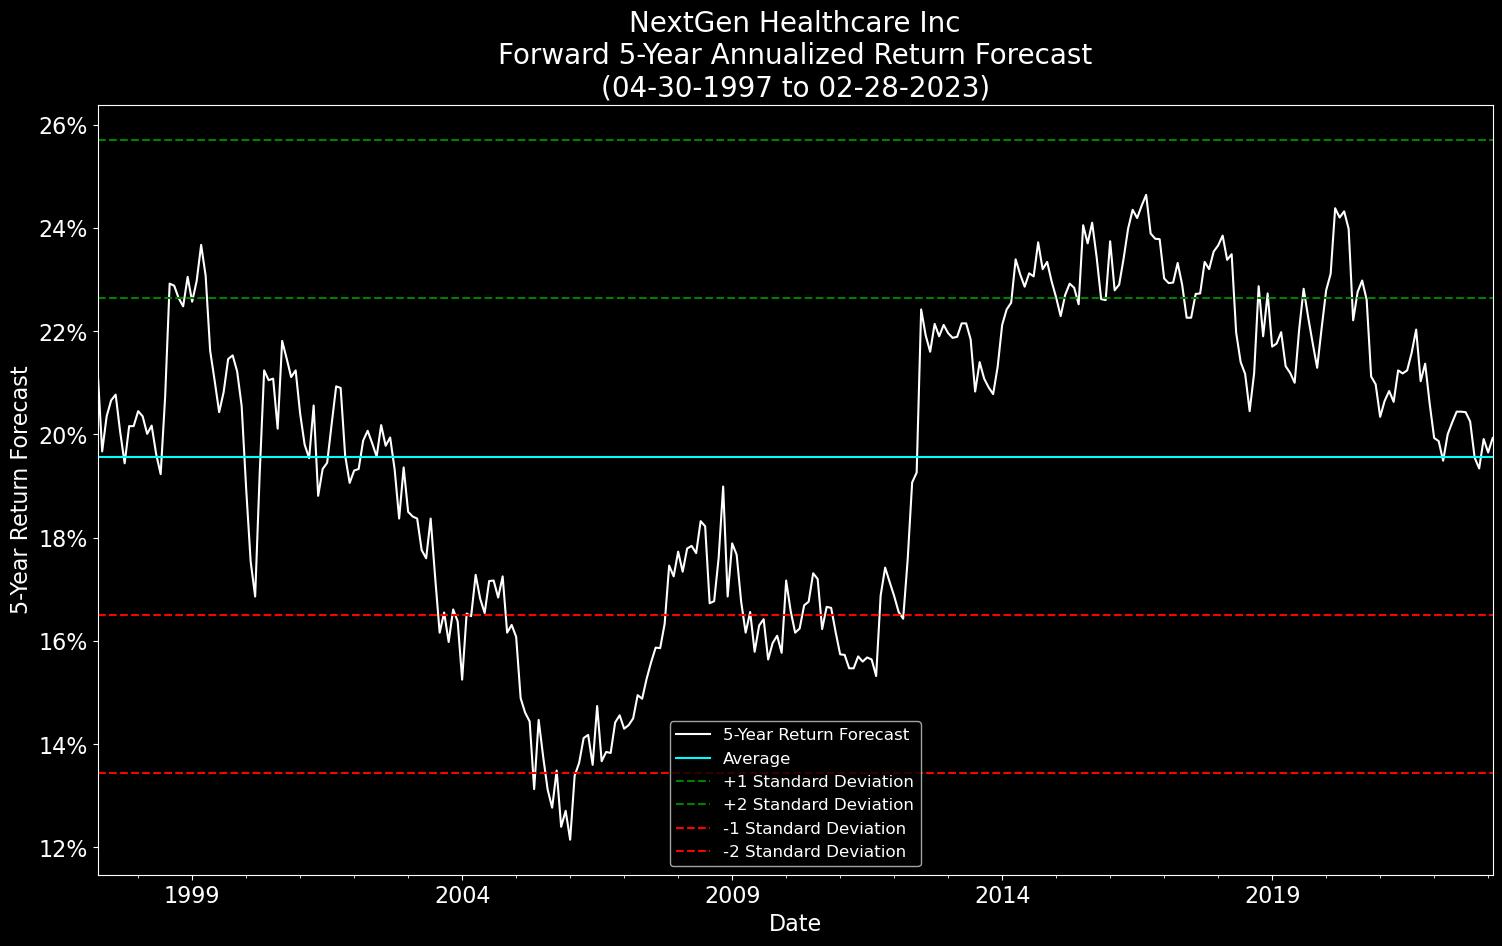 NextGen Healthcare Inc
Forward 5-Year Annualized Return Forecast
(04-30-1997 to 02-28-2023)
26%
24%
22%
20%
18%
16%
14%
12%
5-Year Return Forecast
5-Year Return Forecast
Average
+1 Standard Deviation
+2 Standard Deviation
-1 Standard Deviation
-2 Standard Deviation
1999 2004 2009 2014 2019
Date